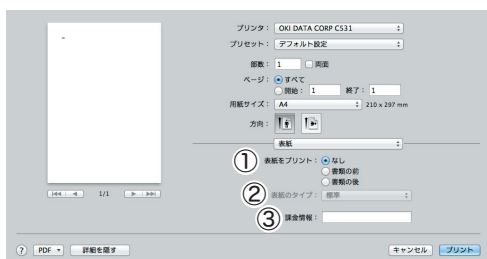 プリンタ： OKI DATA CORP C531
プリセット： デフォルト設定
部数： 1 両面
ページ： すべて
開始： 1 終了： 1
用紙サイズ： A4 210 x 297 mm
方向：
表紙
① 表紙をプリント： なし
書類の前
書類の後
1/1
② 表紙のタイプ： 標準
③ 課金情報：
? PDF 詳細を隠す キャンセル プリント